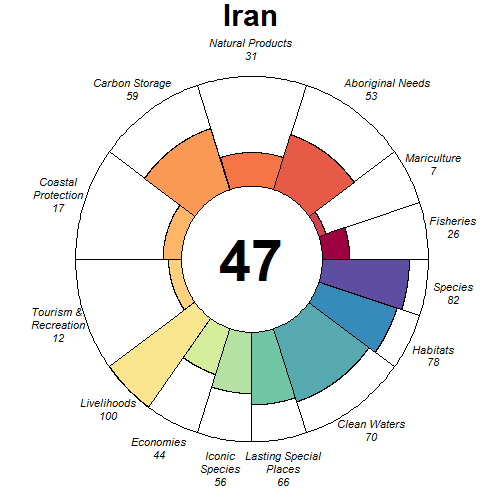 Iran
Natural Products
31
Carbon Storage
59
Aboriginal Needs
53
Mariculture
7
Coastal
Protection
17
Fisheries
26
47
Species
82
Tourism &
Recreation
12
Habitats
78
Livelihoods
100
Clean Waters
70
Economies
44
Iconic
Species
56
Lasting Special
Places
66